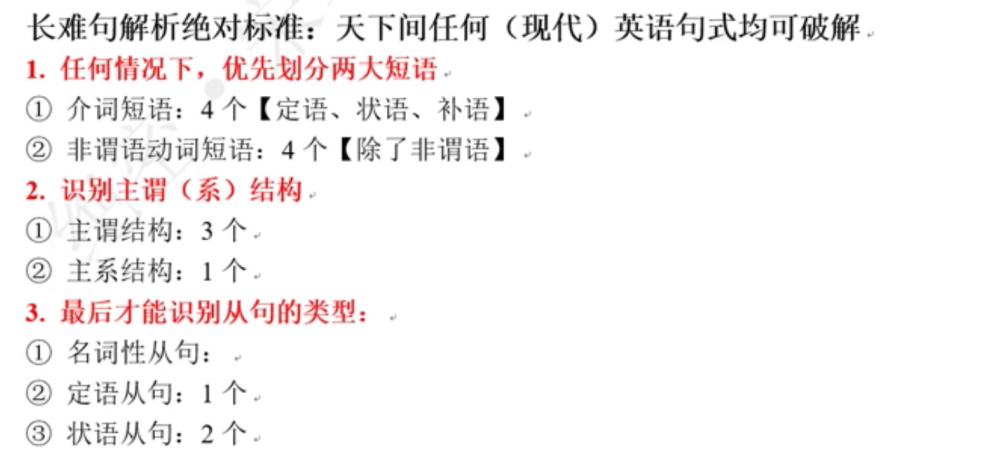 长难句解析绝对标准：天下间任何（现代）英语句式均可破解
1. 任何情况下，优先划分两大短语
① 介词短语：4 个【定语、状语、补语】
② 非谓语动词短语：4 个【除了非谓语】
2. 识别主谓（系）结构
① 主谓结构：3 个
② 主系结构：1 个
3. 最后才能识别从句的类型：
① 名词性从句：
② 定语从句：1 个
③ 状语从句：2 个